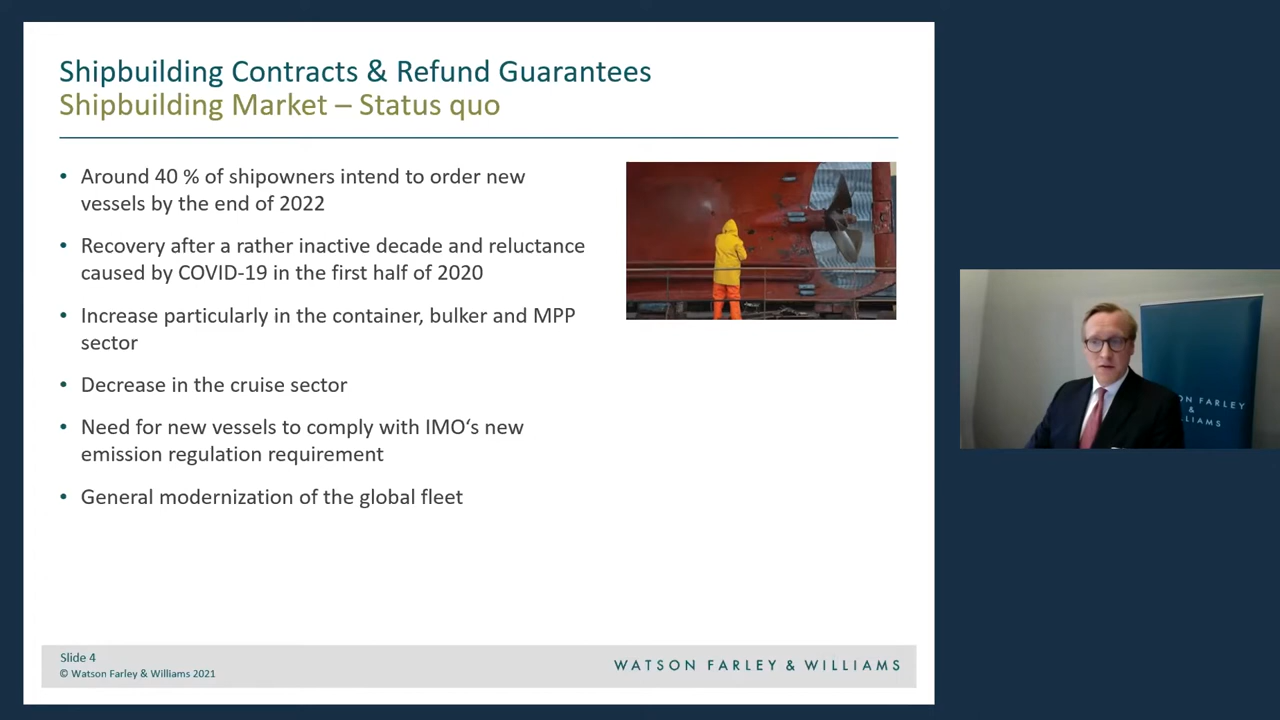 Shipbuilding Contracts & Refund Guarantees
Shipbuilding Market – Status quo
• Around 40 % of shipowners intend to order new
vessels by the end of 2022
• Recovery after a rather inactive decade and reluctance
caused by COVID-19 in the first half of 2020
• Increase particularly in the container, bulker and MPP
sector
• Decrease in the cruise sector
• Need for new vessels to comply with IMO‘s new
emission regulation requirement
• General modernization of the global fleet
Slide 4
© Watson Farley & Williams 2021
WATSON FARLEY & WILLIAMS
ON FARLEY
&
LLIAMS